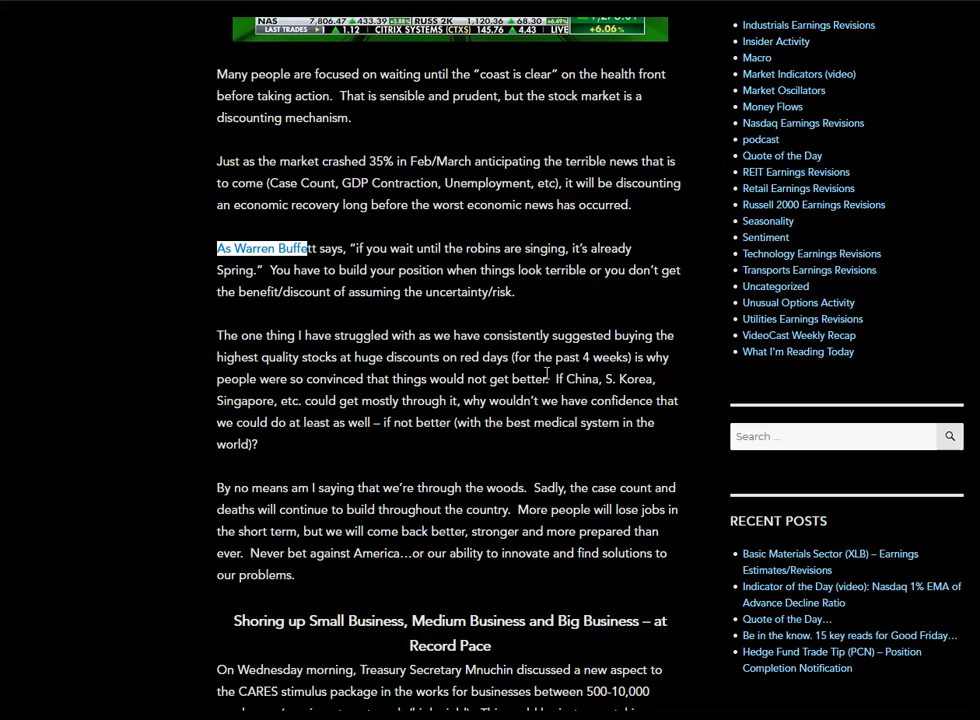 NAS 7,806.47 ▲433.39 +5.88% RUSS 2K 1,120.36 ▲68.30 +6.49%
LAST TRADES ▲1.12 CITRIX SYSTEMS (CTXS) 145.76 ▲4.43 LIVE +6.06%
Many people are focused on waiting until the “coast is clear” on the health front
before taking action. That is sensible and prudent, but the stock market is a
discounting mechanism.
Just as the market crashed 35% in Feb/March anticipating the terrible news that is
to come (Case Count, GDP Contraction, Unemployment, etc), it will be discounting
an economic recovery long before the worst economic news has occurred.
As Warren Buffett says, “if you wait until the robins are singing, it’s already
Spring.” You have to build your position when things look terrible or you don’t get
the benefit/discount of assuming the uncertainty/risk.
The one thing I have struggled with as we have consistently suggested buying the
highest quality stocks at huge discounts on red days (for the past 4 weeks) is why
people were so convinced that things would not get better. If China, S. Korea,
Singapore, etc. could get mostly through it, why wouldn’t we have confidence that
we could do at least as well – if not better (with the best medical system in the
world)?
By no means am I saying that we’re through the woods. Sadly, the case count and
deaths will continue to build throughout the country. More people will lose jobs in
the short term, but we will come back better, stronger and more prepared than
ever. Never bet against America…or our ability to innovate and find solutions to
our problems.
Shoring up Small Business, Medium Business and Big Business – at
Record Pace
On Wednesday morning, Treasury Secretary Mnuchin discussed a new aspect to
the CARES stimulus package in the works for businesses between 500-10,000
Industrials Earnings Revisions
Insider Activity
Macro
Market Indicators (video)
Market Oscillators
Money Flows
Nasdaq Earnings Revisions
podcast
Quote of the Day
REIT Earnings Revisions
Retail Earnings Revisions
Russell 2000 Earnings Revisions
Seasonality
Sentiment
Technology Earnings Revisions
Transports Earnings Revisions
Uncategorized
Unusual Options Activity
Utilities Earnings Revisions
VideoCast Weekly Recap
What I'm Reading Today
Search …
RECENT POSTS
Basic Materials Sector (XLB) – Earnings
Estimates/Revisions
Indicator of the Day (video): Nasdaq 1% EMA of
Advance Decline Ratio
Quote of the Day…
Be in the know. 15 key reads for Good Friday…
Hedge Fund Trade Tip (PCN) – Position
Completion Notification